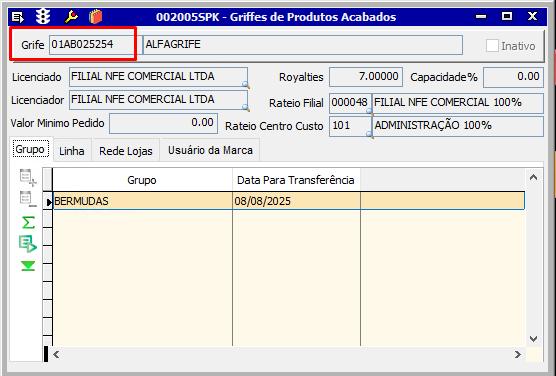 002005SPK - Griffes de Produtos Acabados
Grife 01AB025254 ALFAGRIFE Inativo
Licenciado FILIAL NFE COMERCIAL LTDA Royalties 7.00000 Capacidade% 0.00
Licenciador FILIAL NFE COMERCIAL LTDA Rateio Filial 000048 FILIAL NFE COMERCIAL 100%
Valor Minimo Pedido 0.00 Rateio Centro Custo 101 ADMINISTRAÇÃO 100%
Grupo Linha Rede Lojas Usuário da Marca
Grupo Data Para Transferência
BERMUDAS 08/08/2025